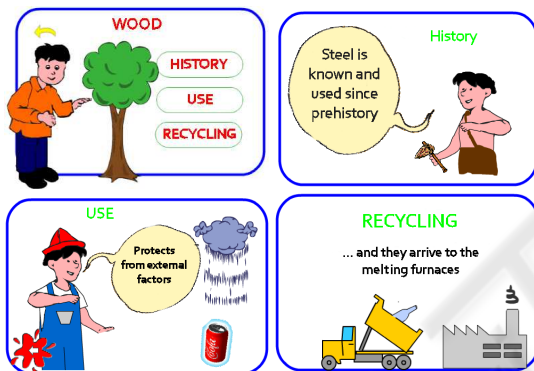 WOOD
HISTORY
USE
RECYCLING
History
Steel is
known and
used since
prehistory
USE
Protects
from external
factors
RECYCLING
... and they arrive to the
melting furnaces